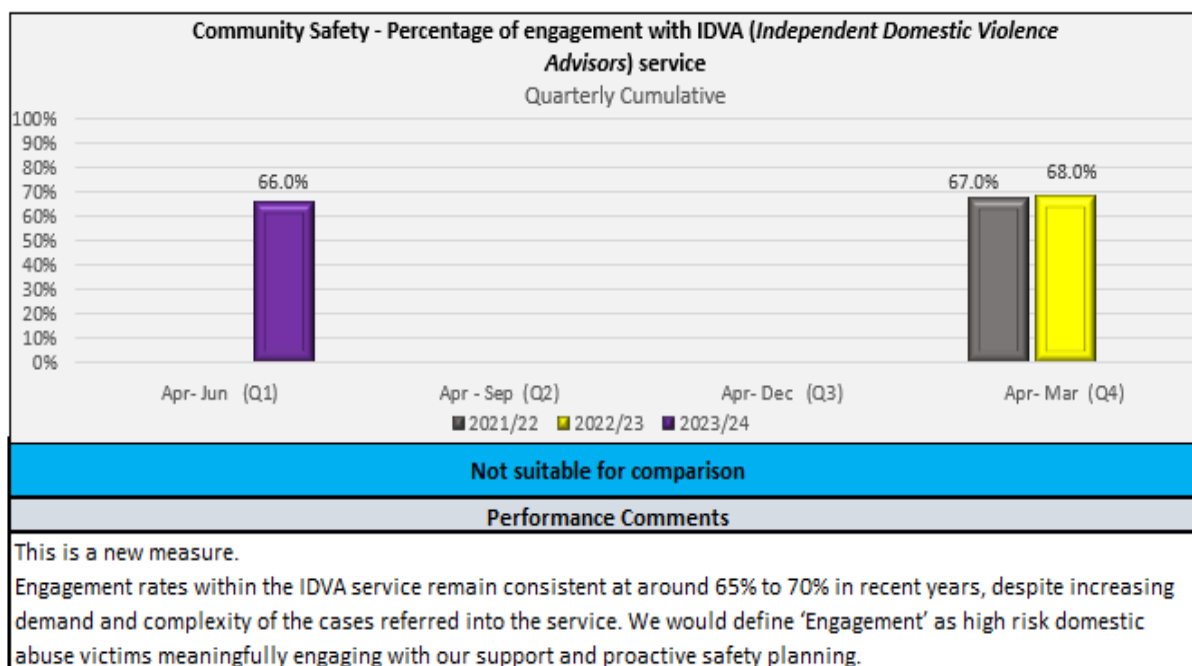 Community Safety - Percentage of engagement with IDVA (Independent Domestic Violence
Advisors) service
Quarterly Cumulative
100%
90%
80%
70%
60%
50%
40%
30%
20%
10%
0%
66.0%
67.0%
68.0%
Apr- Jun (Q1)
Apr - Sep (Q2)
Apr- Dec (Q3)
Apr- Mar (Q4)
2021/22 2022/23 2023/24
Not suitable for comparison
Performance Comments
This is a new measure.
Engagement rates within the IDVA service remain consistent at around 65% to 70% in recent years, despite increasing
demand and complexity of the cases referred into the service. We would define ‘Engagement’ as high risk domestic
abuse victims meaningfully engaging with our support and proactive safety planning.